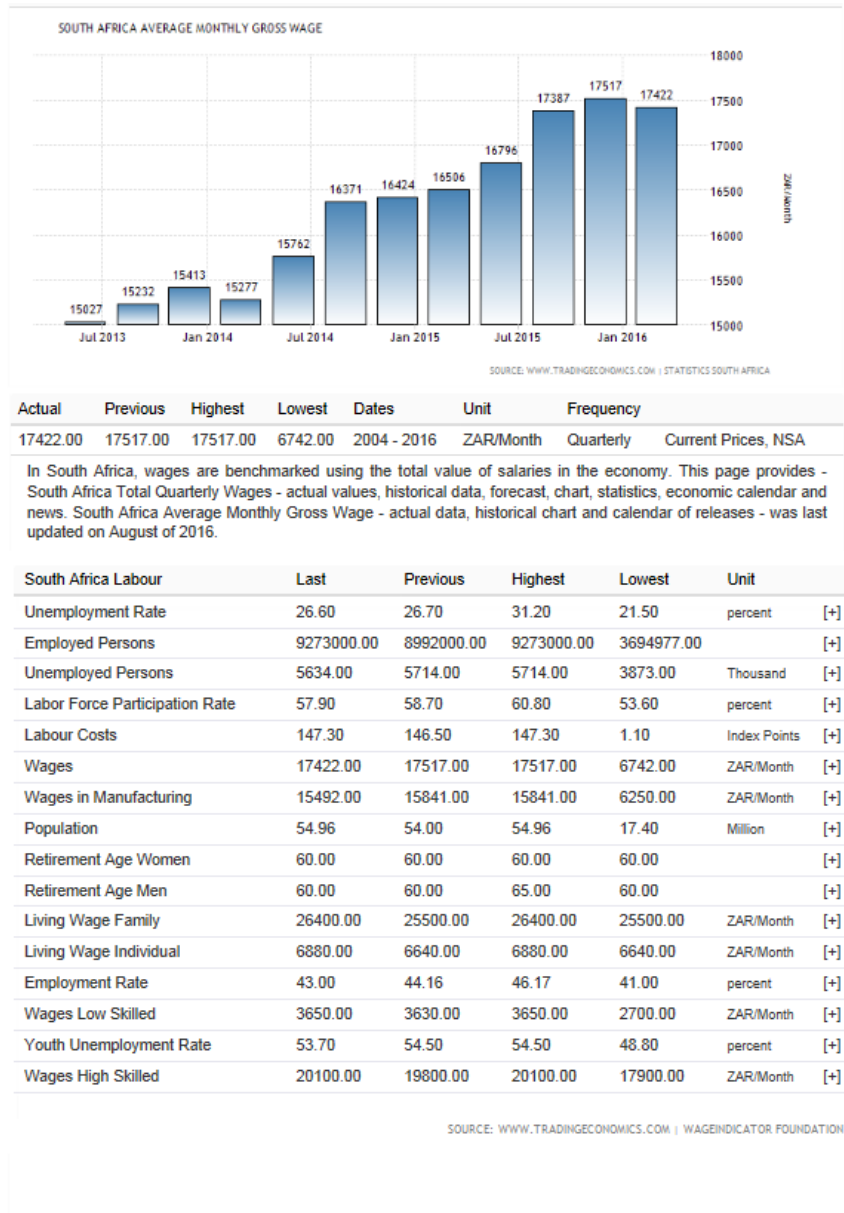 SOUTH AFRICA AVERAGE MONTHLY GROSS WAGE
18000
17500
17000
16500
16000
15500
15000
ZAR/Month
15027
15232
15413
15277
15762
16371
16424
16506
16796
17387
17517
17422
Jul 2013 Jan 2014 Jul 2014 Jan 2015 Jul 2015 Jan 2016
SOURCE: WWW.TRADINGECONOMICS.COM | STATISTICS SOUTH AFRICA
Actual Previous Highest Lowest Dates Unit Frequency
17422.00 17517.00 17517.00 6742.00 2004 - 2016 ZAR/Month Quarterly Current Prices, NSA
In South Africa, wages are benchmarked using the total value of salaries in the economy. This page provides -
South Africa Total Quarterly Wages - actual values, historical data, forecast, chart, statistics, economic calendar and
news. South Africa Average Monthly Gross Wage - actual data, historical chart and calendar of releases - was last
updated on August of 2016.
South Africa Labour Last Previous Highest Lowest Unit
Unemployment Rate 26.60 26.70 31.20 21.50 percent [+]
Employed Persons 9273000.00 8992000.00 9273000.00 3694977.00 [+]
Unemployed Persons 5634.00 5714.00 5714.00 3873.00 Thousand [+]
Labor Force Participation Rate 57.90 58.70 60.80 53.60 percent [+]
Labour Costs 147.30 146.50 147.30 1.10 Index Points [+]
Wages 17422.00 17517.00 17517.00 6742.00 ZAR/Month [+]
Wages in Manufacturing 15492.00 15841.00 15841.00 6250.00 ZAR/Month [+]
Population 54.96 54.00 54.96 17.40 Million [+]
Retirement Age Women 60.00 60.00 60.00 60.00 [+]
Retirement Age Men 60.00 60.00 65.00 60.00 [+]
Living Wage Family 26400.00 25500.00 26400.00 25500.00 ZAR/Month [+]
Living Wage Individual 6880.00 6640.00 6880.00 6640.00 ZAR/Month [+]
Employment Rate 43.00 44.16 46.17 41.00 percent [+]
Wages Low Skilled 3650.00 3630.00 3650.00 2700.00 ZAR/Month [+]
Youth Unemployment Rate 53.70 54.50 54.50 48.80 percent [+]
Wages High Skilled 20100.00 19800.00 20100.00 17900.00 ZAR/Month [+]
SOURCE: WWW.TRADINGECONOMICS.COM | WAGEINDICATOR FOUNDATION